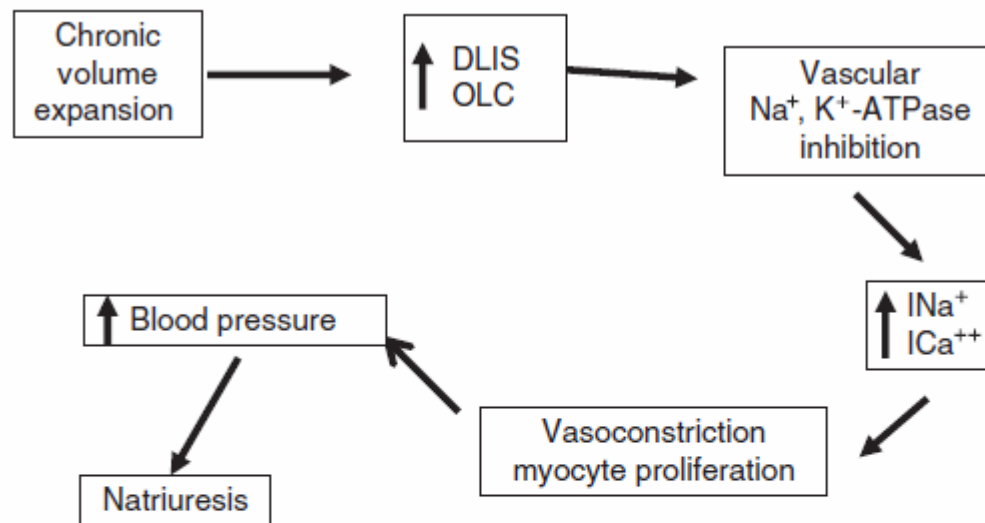 Chronic
volume
expansion
DLIS
OLC
Vascular
Na⁺, K⁺-ATPase
inhibition
INa⁺
ICa⁺⁺
Vasoconstriction
myocyte proliferation
Blood pressure
Natriuresis